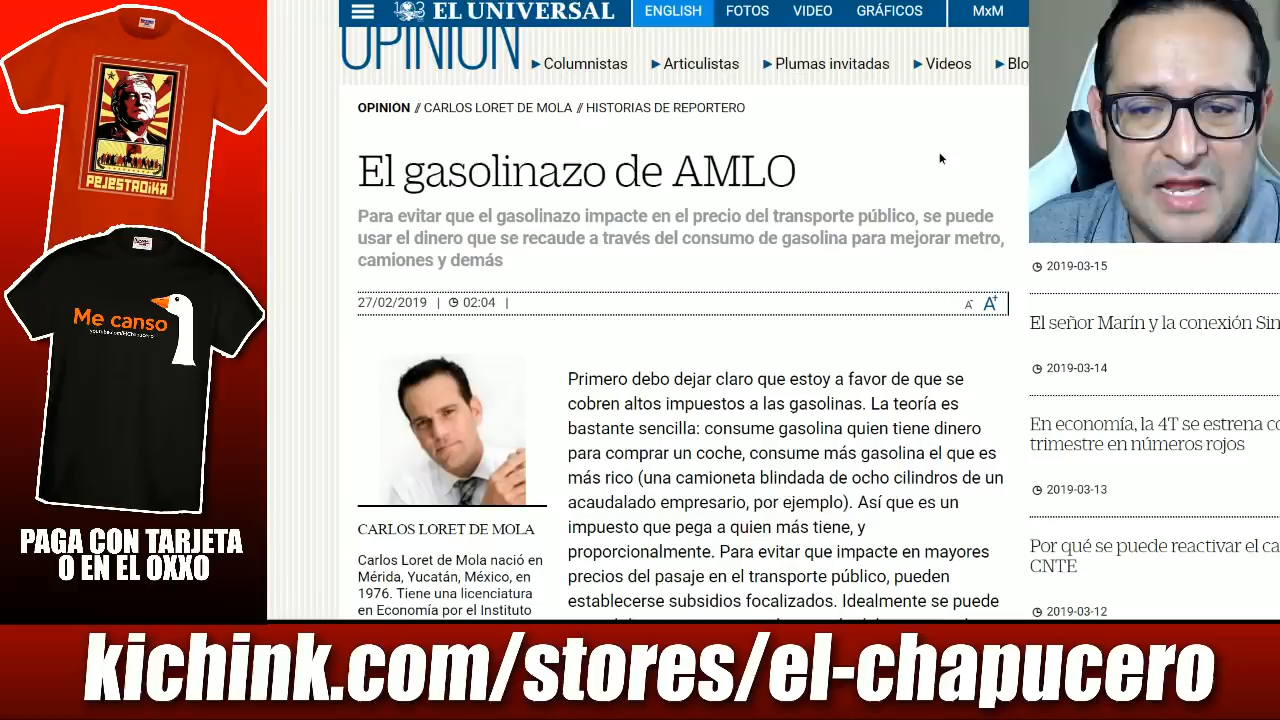 PEJESTROIKA
Me canso
youtube.com/ElChapucero
PAGA CON TARJETA
O EN EL OXXO
EL UNIVERSAL
ENGLISH
FOTOS
VIDEO
GRÁFICOS
MxM
OPINIÓN
Columnistas
Articulistas
Plumas invitadas
Videos
Blo
OPINION // CARLOS LORET DE MOLA // HISTORIAS DE REPORTERO
El gasolinazo de AMLO
Para evitar que el gasolinazo impacte en el precio del transporte público, se puede
usar el dinero que se recaude a través del consumo de gasolina para mejorar metro,
camiones y demás
27/02/2019 | 02:04 |
A- A+
CARLOS LORET DE MOLA
Carlos Loret de Mola nació en
Mérida, Yucatán, México, en
1976. Tiene una licenciatura
en Economía por el Instituto
Primero debo dejar claro que estoy a favor de que se
cobren altos impuestos a las gasolinas. La teoría es
bastante sencilla: consume gasolina quien tiene dinero
para comprar un coche, consume más gasolina el que es
más rico (una camioneta blindada de ocho cilindros de un
acaudalado empresario, por ejemplo). Así que es un
impuesto que pega a quien más tiene, y
proporcionalmente. Para evitar que impacte en mayores
precios del pasaje en el transporte público, pueden
establecerse subsidios focalizados. Idealmente se puede
2019-03-15
El señor Marín y la conexión Sin
2019-03-14
En economía, la 4T se estrena co
trimestre en números rojos
2019-03-13
Por qué se puede reactivar el ca
CNTE
2019-03-12
kichink.com/stores/el-chapucero